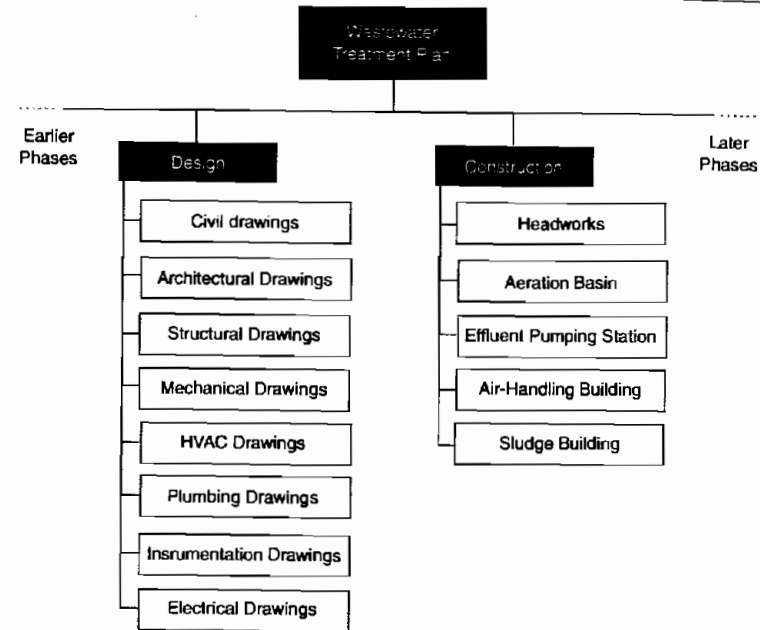 Wastewater
Treatment Plan
Earlier
Phases
Later
Phases
Design
Civil drawings
Architectural Drawings
Structural Drawings
Mechanical Drawings
HVAC Drawings
Plumbing Drawings
Insrumentation Drawings
Electrical Drawings
Construction
Headworks
Aeration Basin
Effluent Pumping Station
Air-Handling Building
Sludge Building